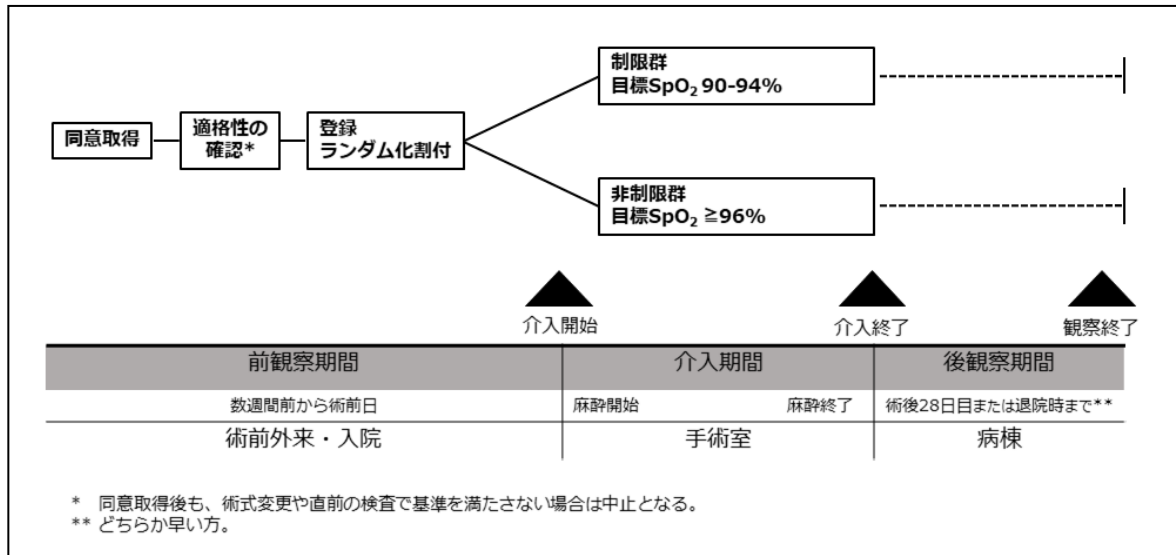 制限群
目標SpO₂ 90-94%
同意取得
適格性の
確認*
登録
ランダム化割付
非制限群
目標SpO₂ ≧96%
介入開始
介入終了
観察終了
前観察期間
介入期間
後観察期間
数週間前から術前日
麻酔開始
麻酔終了
術後28日目または退院時まで**
術前外来・入院
手術室
病棟
* 同意取得後も、術式変更や直前の検査で基準を満たさない場合は中止となる。
** どちらか早い方。